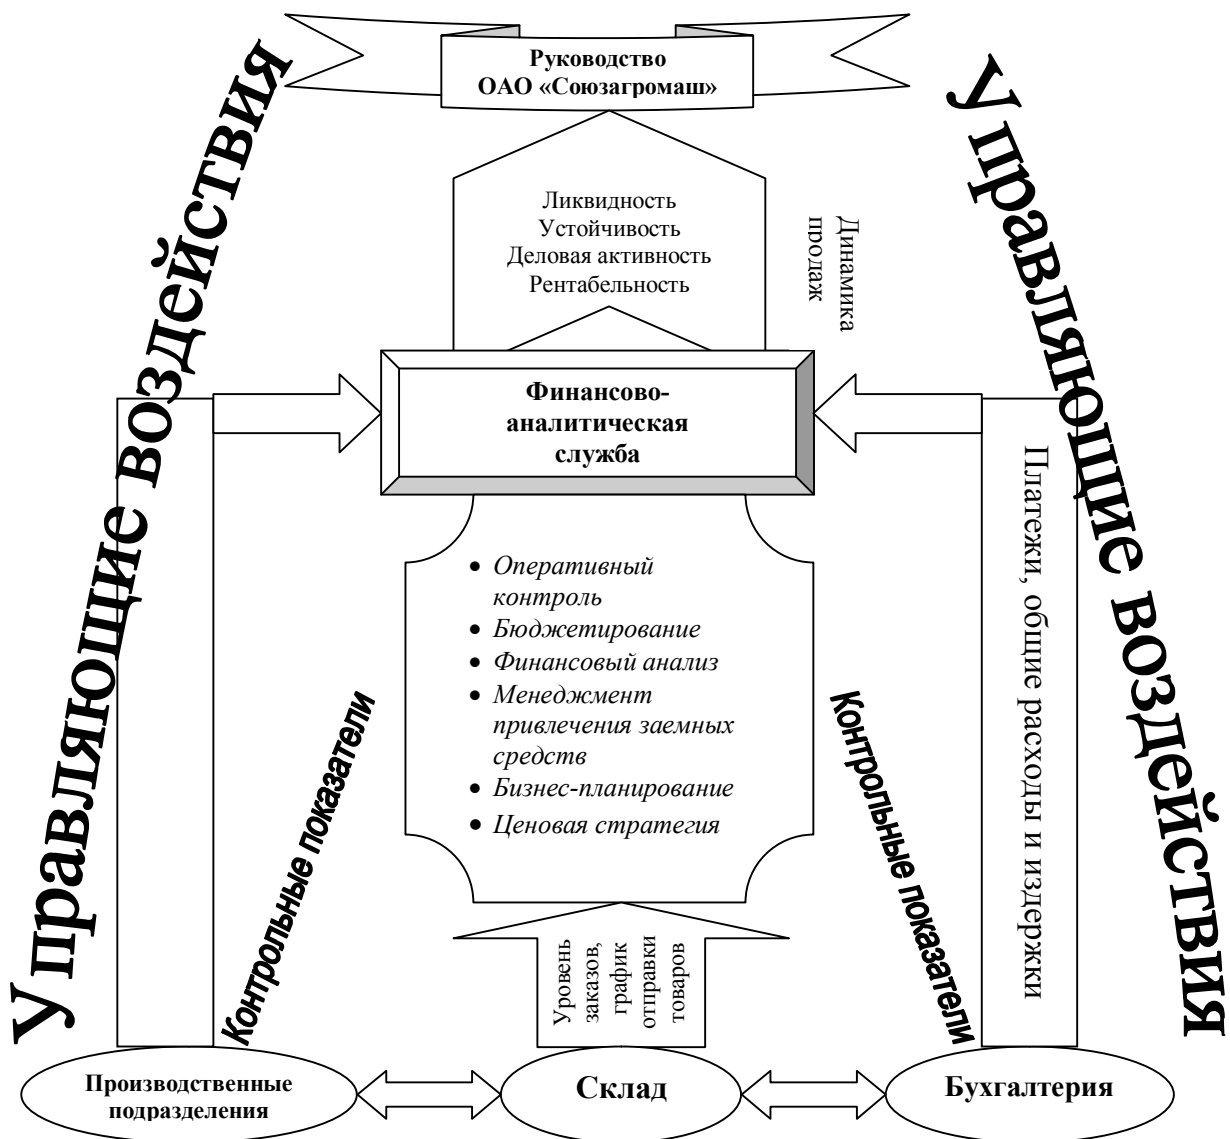 Руководство
ОАО «Союзагромаш»
Управляющие воздействия
Управляющие воздействия
Ликвидность
Устойчивость
Деловая активность
Рентабельность
Динамика
продаж
Финансово-
аналитическая
служба
• Оперативный
контроль
• Бюджетирование
• Финансовый анализ
• Менеджмент
привлечения заемных
средств
• Бизнес-планирование
• Ценовая стратегия
Контрольные показатели
Контрольные показатели
Платежи, общие расходы и издержки
Уровень
заказов,
график
отправки
товаров
Производственные
подразделения
Склад
Бухгалтерия